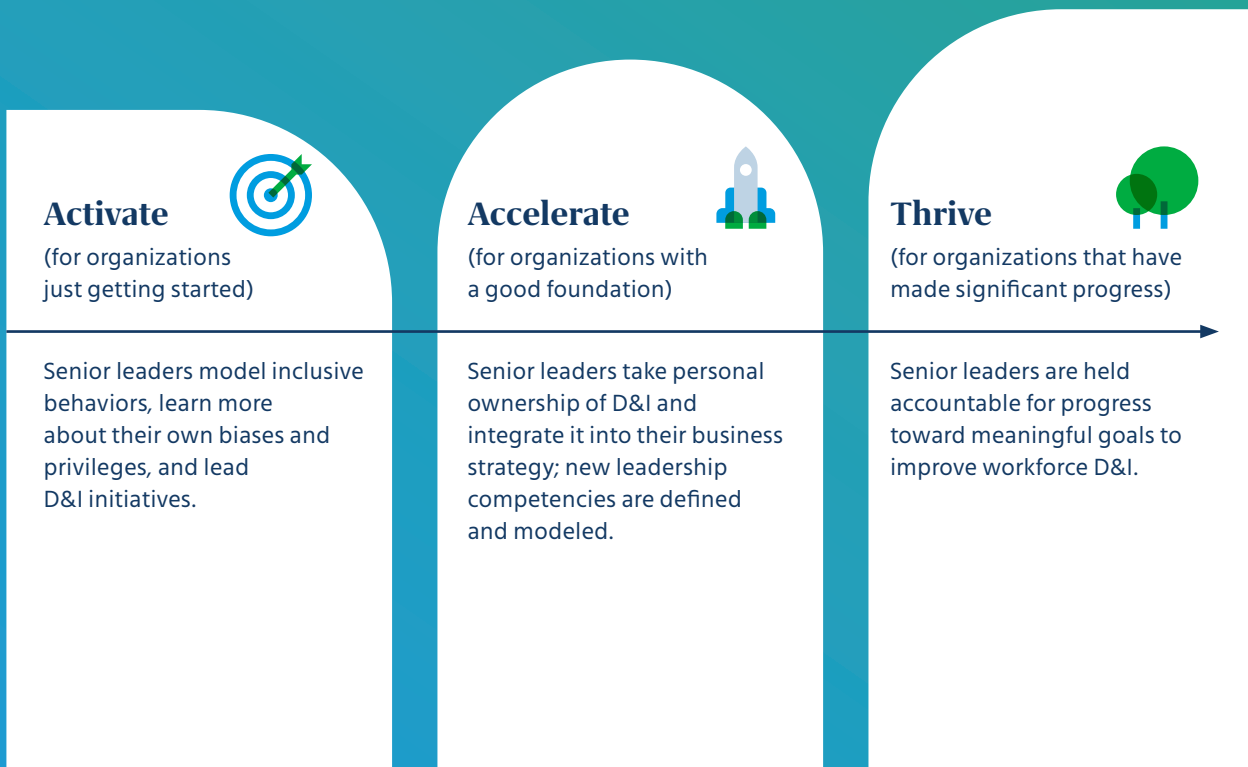 Activate
(for organizations
just getting started)
Senior leaders model inclusive
behaviors, learn more
about their own biases and
privileges, and lead
D&I initiatives.
Accelerate
(for organizations with
a good foundation)
Senior leaders take personal
ownership of D&I and
integrate it into their business
strategy; new leadership
competencies are defined
and modeled.
Thrive
(for organizations that have
made significant progress)
Senior leaders are held
accountable for progress
toward meaningful goals to
improve workforce D&I.